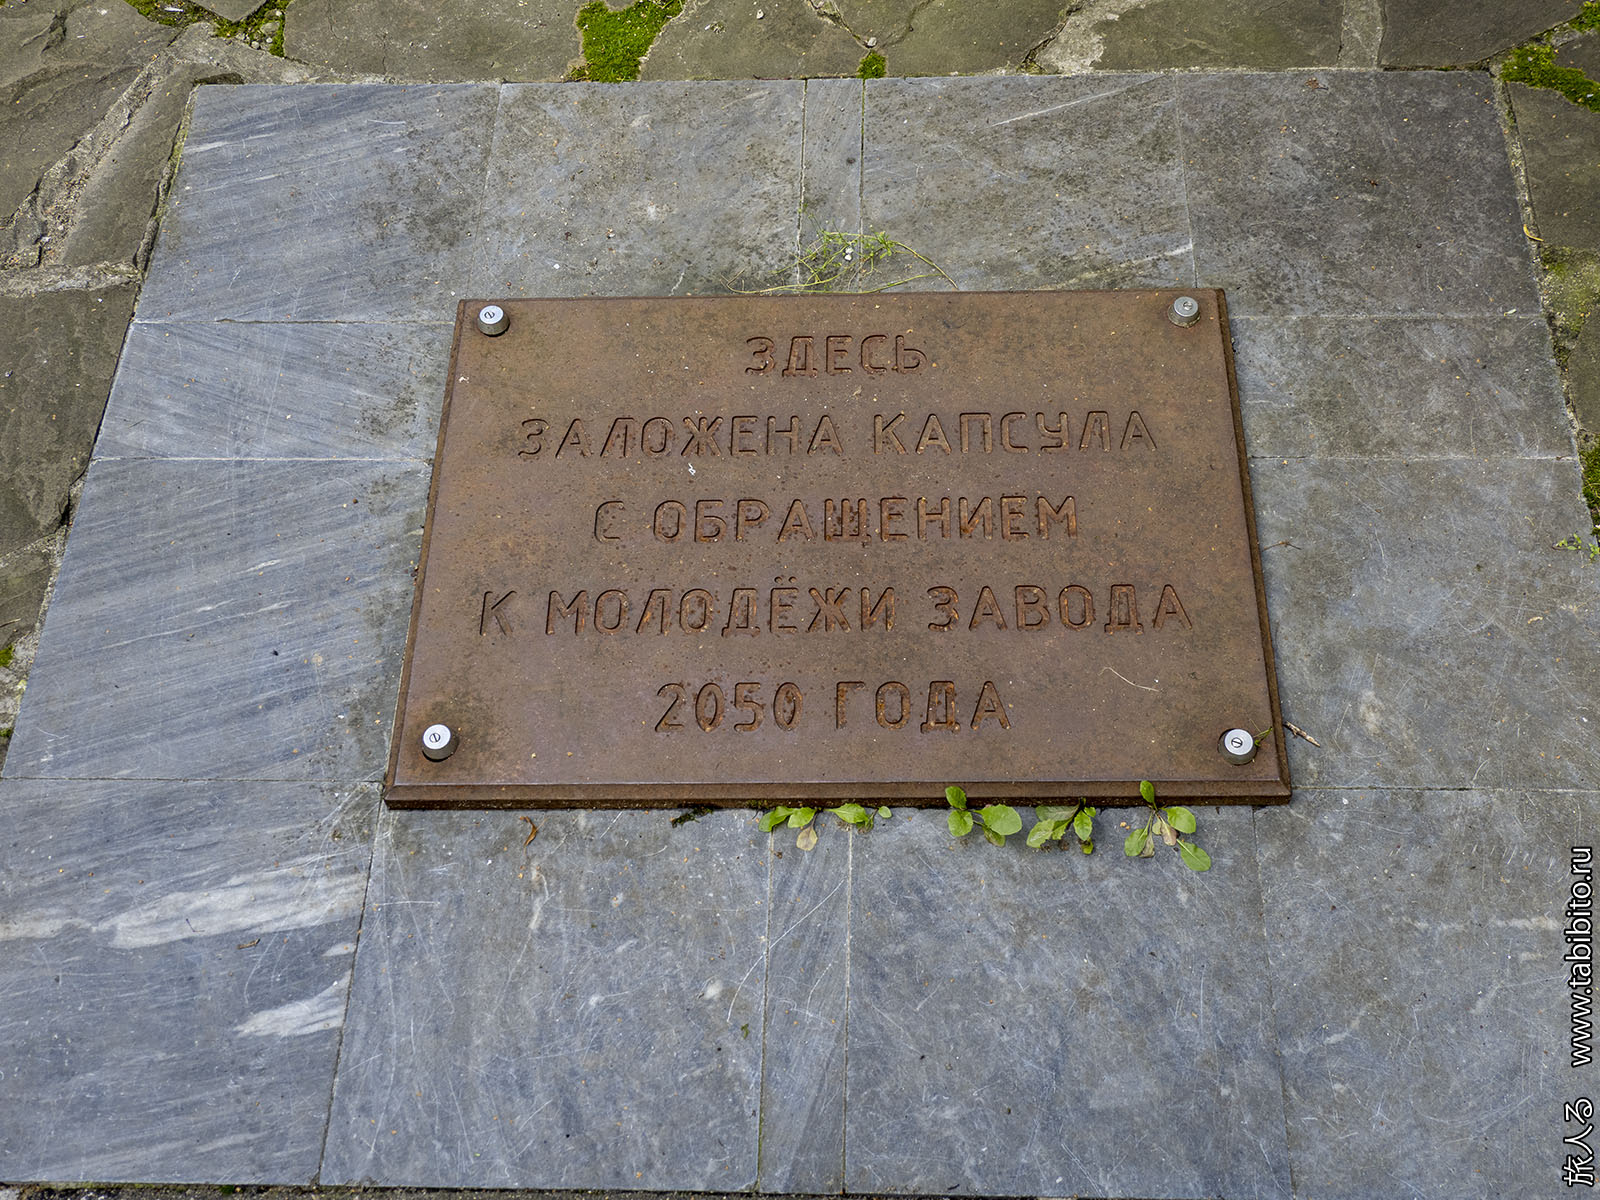 ЗДЕСЬ
ЗАЛОЖЕНА КАПСУЛА
С ОБРАЩЕНИЕМ
К МОЛОДЁЖИ ЗАВОДА
2050 ГОДА
旅人る www.tabibito.ru